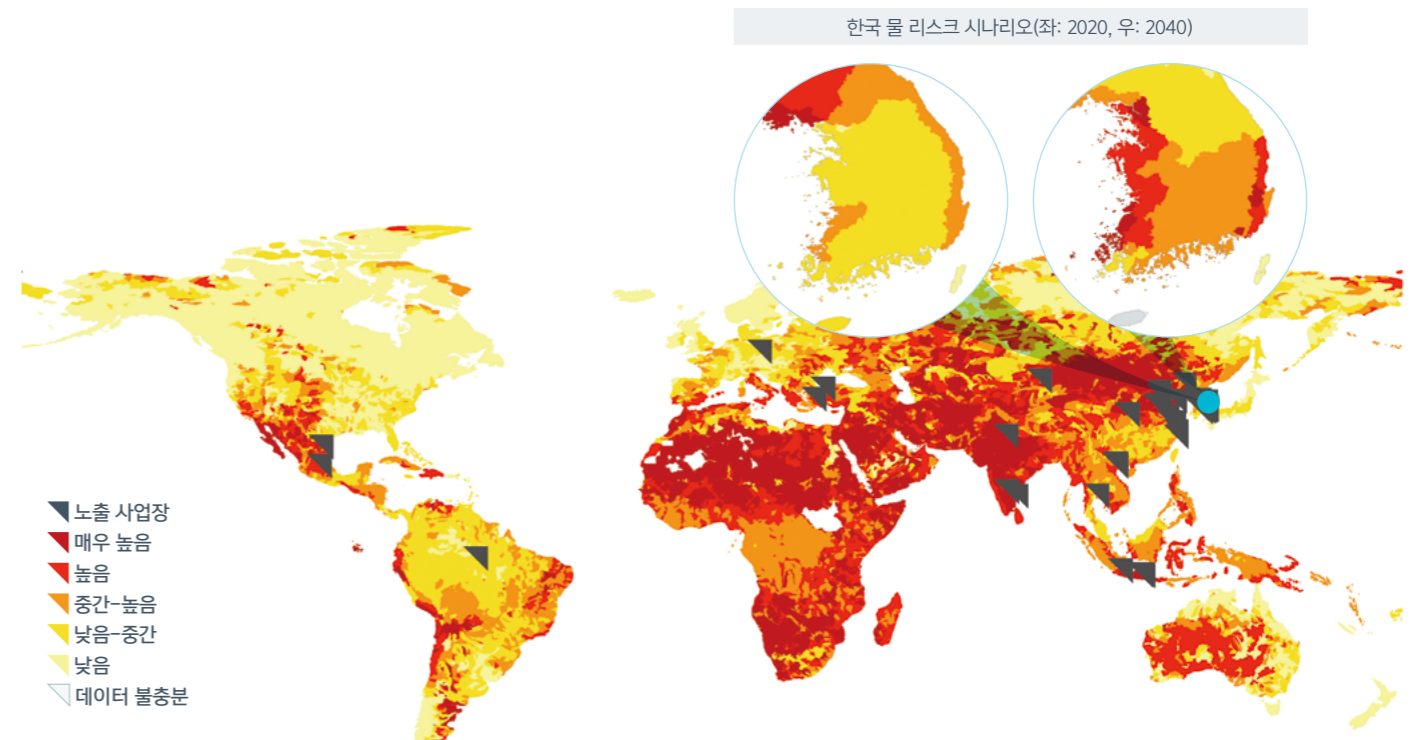 한국 물 리스크 시나리오(좌: 2020, 우: 2040)
노출 사업장
매우 높음
높음
중간-높음
낮음-중간
낮음
데이터 불충분